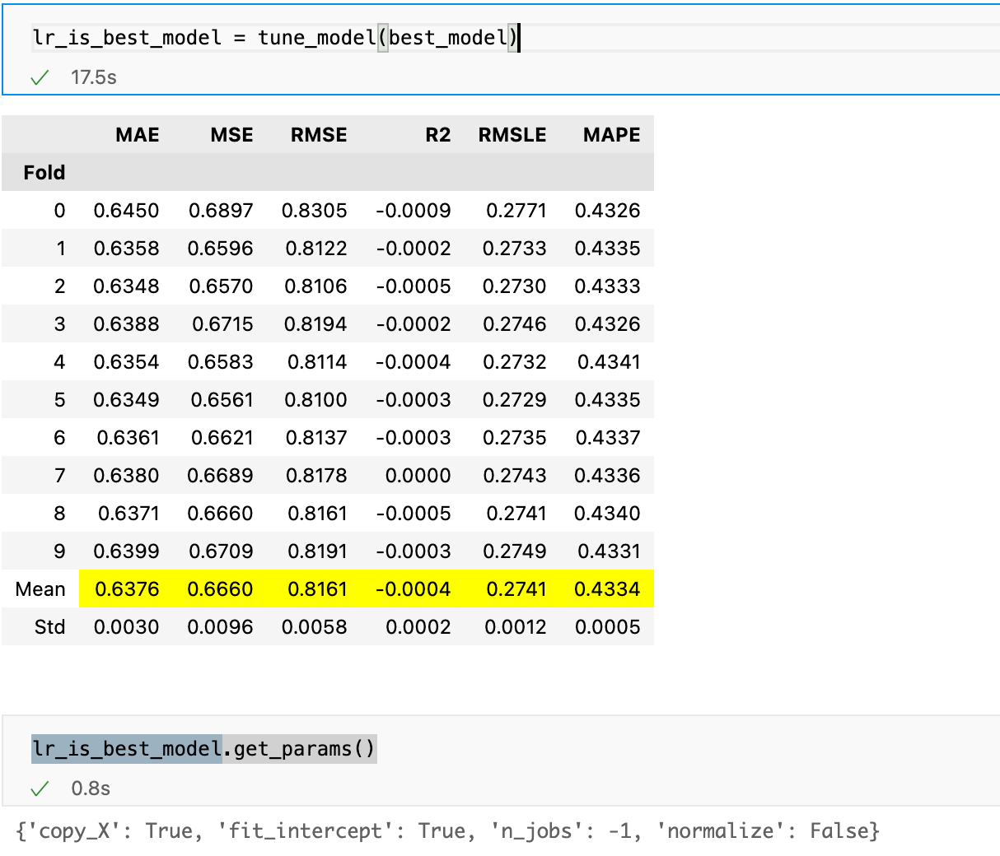 lr_is_best_model = tune_model(best_model)
17.5s
MAE MSE RMSE R2 RMSLE MAPE
Fold
0 0.6450 0.6897 0.8305 -0.0009 0.2771 0.4326
1 0.6358 0.6596 0.8122 -0.0002 0.2733 0.4335
2 0.6348 0.6570 0.8106 -0.0005 0.2730 0.4333
3 0.6388 0.6715 0.8194 -0.0002 0.2746 0.4326
4 0.6354 0.6583 0.8114 -0.0004 0.2732 0.4341
5 0.6349 0.6561 0.8100 -0.0003 0.2729 0.4335
6 0.6361 0.6621 0.8137 -0.0003 0.2735 0.4337
7 0.6380 0.6689 0.8178 0.0000 0.2743 0.4336
8 0.6371 0.6660 0.8161 -0.0005 0.2741 0.4340
9 0.6399 0.6709 0.8191 -0.0003 0.2749 0.4331
Mean 0.6376 0.6660 0.8161 -0.0004 0.2741 0.4334
Std 0.0030 0.0096 0.0058 0.0002 0.0012 0.0005
lr_is_best_model.get_params()
0.8s
{'copy_X': True, 'fit_intercept': True, 'n_jobs': -1, 'normalize': False}